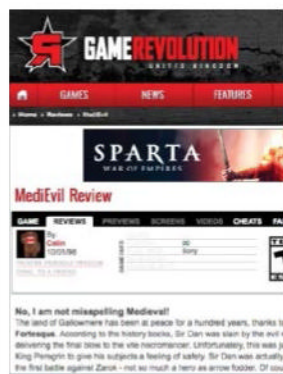 GAMEREVOLUTION
UNITED KINGDOM
GAMES NEWS FEATURES
Home Reviews MediEvil
SPARTA
WAR OF EMPIRES
MediEvil Review
GAME REVIEWS PREVIEWS SCREENS VIDEOS CHEATS
By:
Colin
10/01/98
Sony
No, I am not misspelling Medieval!
The land of Gallowmere has been at peace for a hundred years, thanks
Fortesque. According to the history books, Sir Dan was slain by the evil
delivering the final blow to the vile necromancer. Unfortunately, this was
King Peregrin to give his subjects a feeling of safety. Sir Dan was actually
the first battle against Zarok - not so much a hero as arrow fodder. Of